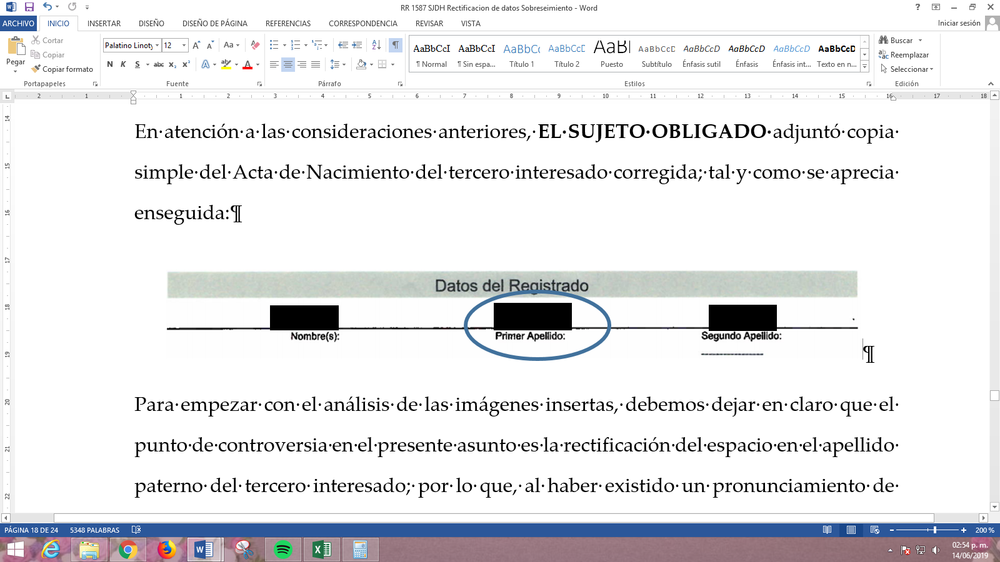 RR 1587 SJDH Rectificacion de datos Sobreseimiento - Word
ARCHIVO INICIO INSERTAR DISEÑO DISEÑO DE PÁGINA REFERENCIAS CORRESPONDENCIA REVISAR VISTA Iniciar sesión
Pegar
Cortar
Copiar
Copiar formato
Portapapeles
Palatino Linoty 12
N K S abc x₂ x²
Fuente
Párrafo
AaBbCcI AaBbCcI AaBbCc AaBbCcD AaBl AaBbCcD AaBbCcD AaBbCcD AaBbCcD AaBbCcD
¶ Normal ¶ Sin espa... Título 1 Título 2 Puesto Subtítulo Énfasis sutil Énfasis Énfasis int... Texto en n...
Estilos
Buscar
Reemplazar
Seleccionar
Edición
2 1 1 2 3 4 5 6 7 8 9 10 11 12 13 14 15 16 17 18
14
15
16
17
18
19
20
21
22
En·atención·a·las·consideraciones·anteriores,·EL·SUJETO·OBLIGADO·adjuntó·copia·
simple·del·Acta·de·Nacimiento·del·tercero·interesado·corregida;·tal·y·como·se·aprecia·
enseguida:¶
Datos del Registrado
Nombre(s): Primer Apellido: Segundo Apellido:
¶
Para·empezar·con·el·análisis·de·las·imágenes·insertas,·debemos·dejar·en·claro·que·el·
punto·de·controversia·en·el·presente·asunto·es·la·rectificación·del·espacio·en·el·apellido·
paterno·del·tercero·interesado;·por·lo·que,·al·haber·existido·un·pronunciamiento·de·
PÁGINA 18 DE 24 5348 PALABRAS 200 %
02:54 p. m.
14/06/2019